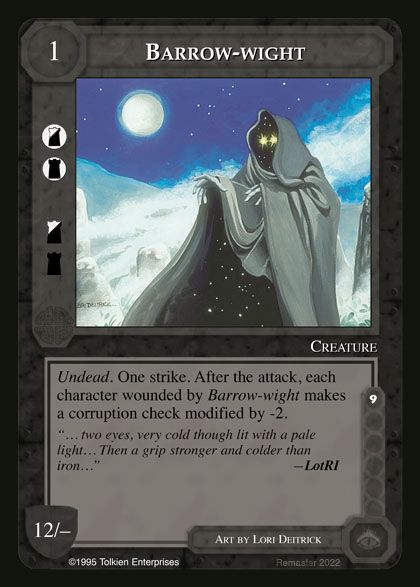 1
BARROW-WIGHT
LORI DEITRICK
CREATURE
Undead. One strike. After the attack, each
character wounded by Barrow-wight makes
a corruption check modified by -2.
9
“… two eyes, very cold though lit with a pale
light… Then a grip stronger and colder than
iron…” –LotRI
12/–
ART BY LORI DEITRICK
©1995 Tolkien Enterprises
Remaster 2022